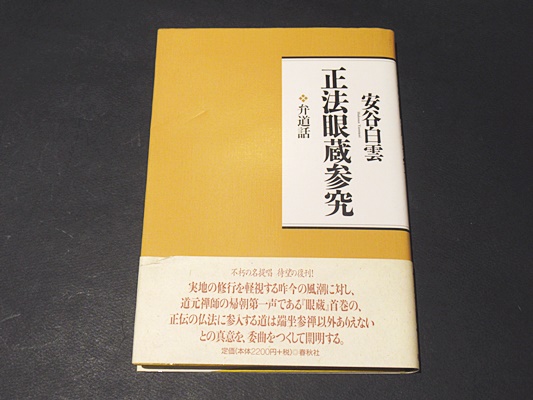 安谷白雲
正法眼蔵参究
弁道話
不朽の名提唱 待望の復刊!
実地の修行を軽視する昨今の風潮に対し、
道元禅師の帰朝第一声である『眼蔵』首巻の、
正伝の仏法に参入する道は端坐参禅以外ありえない
との真意を、委曲をつくして開明する。
定価[本体2200円+税]◎春秋社